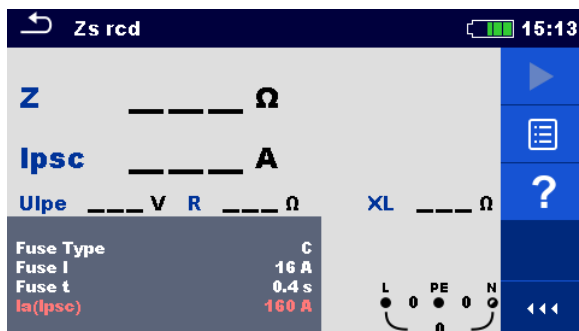 Zs rcd 15:13
Z ___ Ω
Ipsc ___ A
Ulpe ___ V R ___ Ω XL ___ Ω
Fuse Type C
Fuse I 16 A
Fuse t 0.4 s
Ia(Ipsc) 160 A
L PE N
0 0
0
?